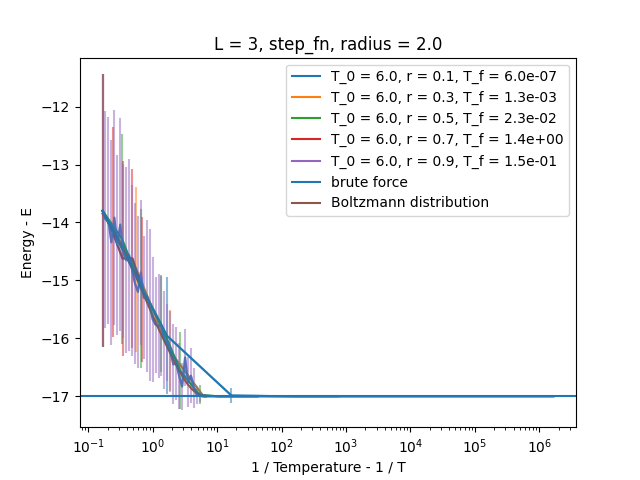 L = 3, step_fn, radius = 2.0
T_0 = 6.0, r = 0.1, T_f = 6.0e-07
T_0 = 6.0, r = 0.3, T_f = 1.3e-03
T_0 = 6.0, r = 0.5, T_f = 2.3e-02
T_0 = 6.0, r = 0.7, T_f = 1.4e+00
T_0 = 6.0, r = 0.9, T_f = 1.5e-01
brute force
Boltzmann distribution
Energy - E
−12
−13
−14
−15
−16
−17
10⁻¹ 10⁰ 10¹ 10² 10³ 10⁴ 10⁵ 10⁶
1 / Temperature - 1 / T